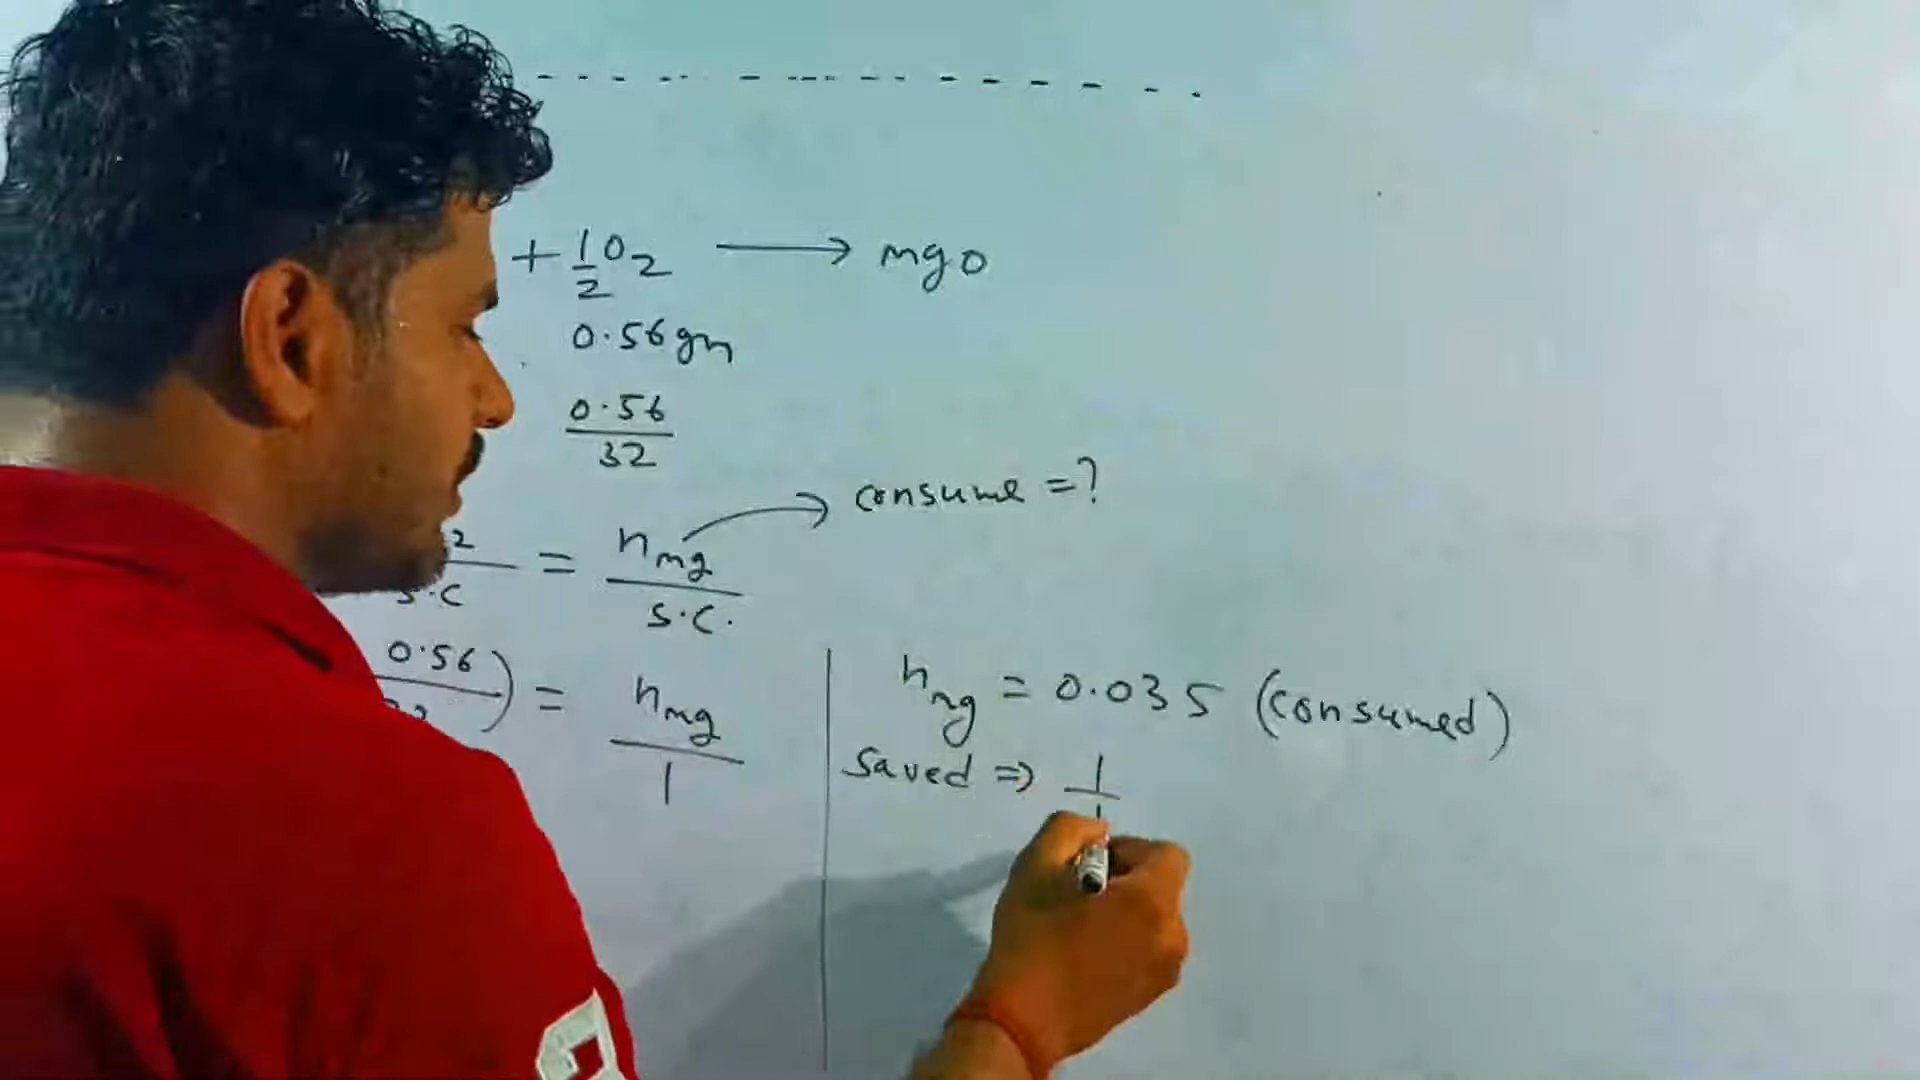 + 1/2 O2 → mgo
0.56gm
0.56/32
consume = ?
2/s.c = nmg/s.c.
0.56) = nmg/1
nmg = 0.035 (consumed)
saved ⇒ 1